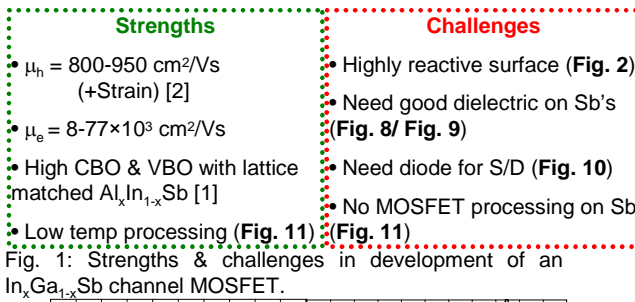 Strengths
• μh = 800-950 cm²/Vs
(+Strain) [2]
• μe = 8-77×10³ cm²/Vs
• High CBO & VBO with lattice
matched AlxIn1-xSb [1]
• Low temp processing (Fig. 11)
Challenges
• Highly reactive surface (Fig. 2)
• Need good dielectric on Sb's
(Fig. 8/ Fig. 9)
• Need diode for S/D (Fig. 10)
• No MOSFET processing on Sb
(Fig. 11)
Fig. 1: Strengths & challenges in development of an
InxGa1-xSb channel MOSFET.